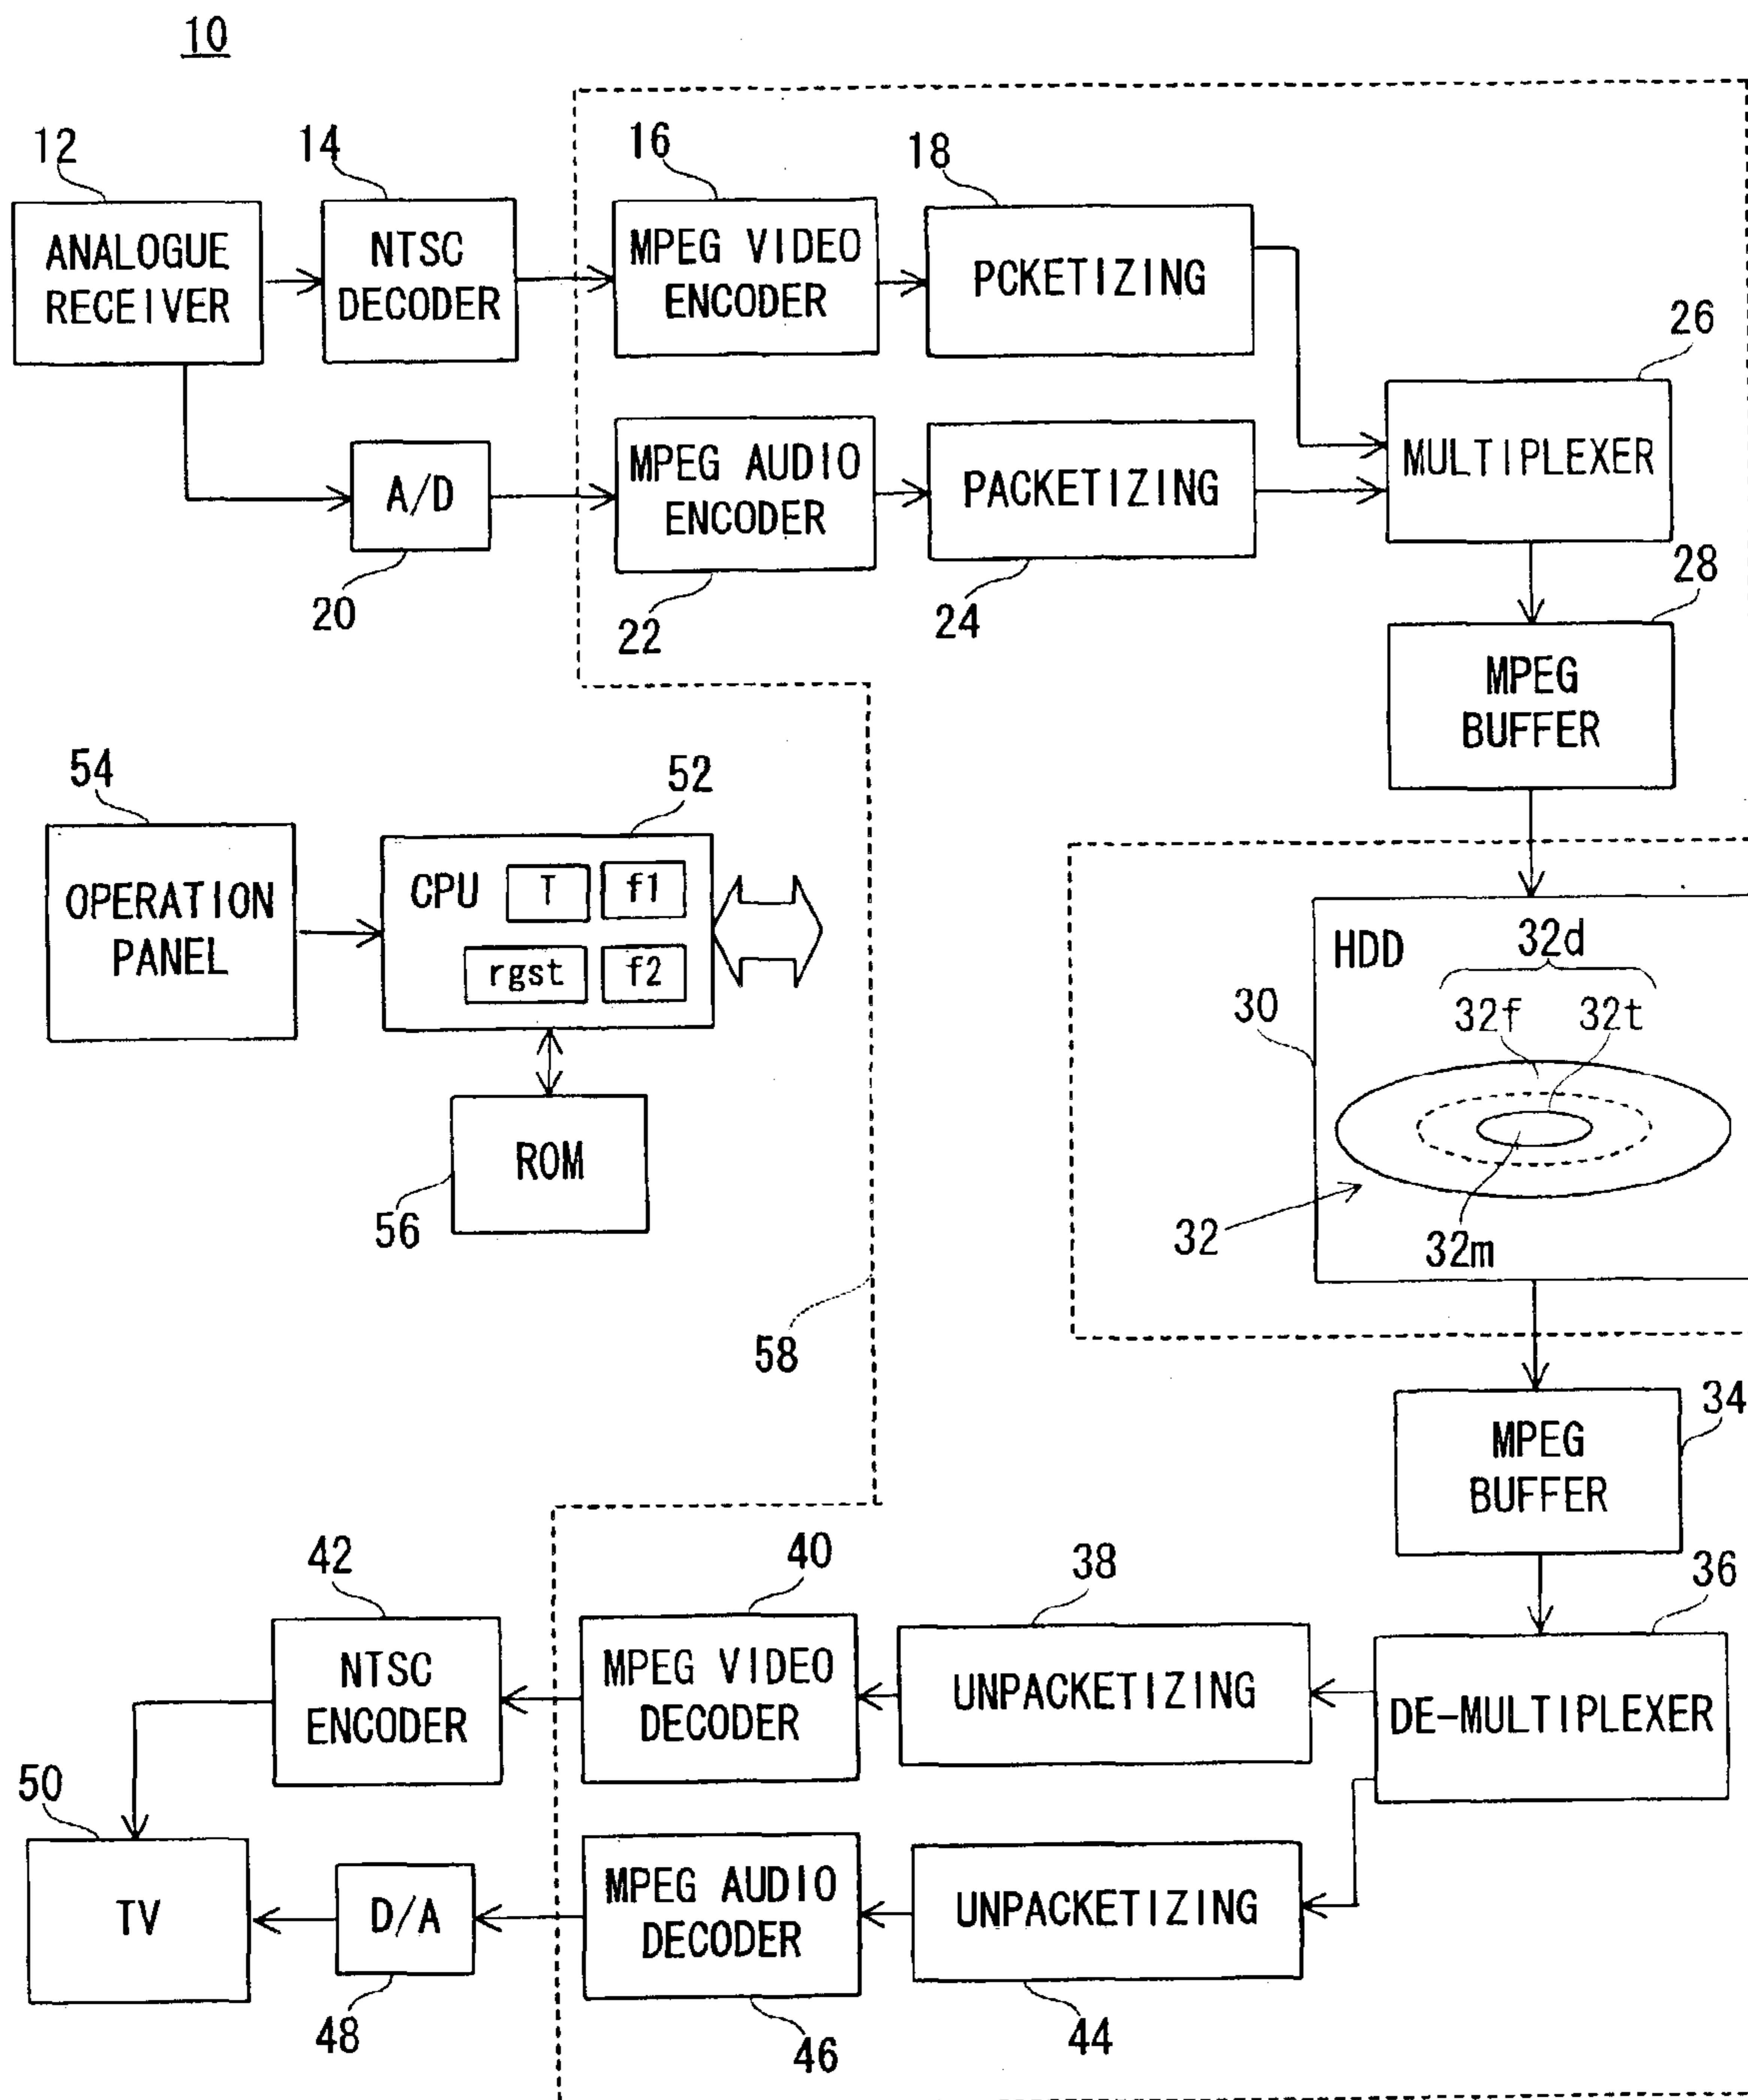 10
12
14
16
18
ANALOGUE
RECEIVER
NTSC
DECODER
MPEG VIDEO
ENCODER
PCKETIZING
26
MULTIPLEXER
A/D
MPEG AUDIO
ENCODER
PACKETIZING
20
22
24
28
MPEG
BUFFER
54
52
OPERATION
PANEL
CPU
T
f1
rgst
f2
HDD
32d
32f
32t
30
ROM
56
32
32m
58
34
MPEG
BUFFER
42
40
38
36
NTSC
ENCODER
MPEG VIDEO
DECODER
UNPACKETIZING
DE-MULTIPLEXER
50
TV
D/A
MPEG AUDIO
DECODER
UNPACKETIZING
48
46
44